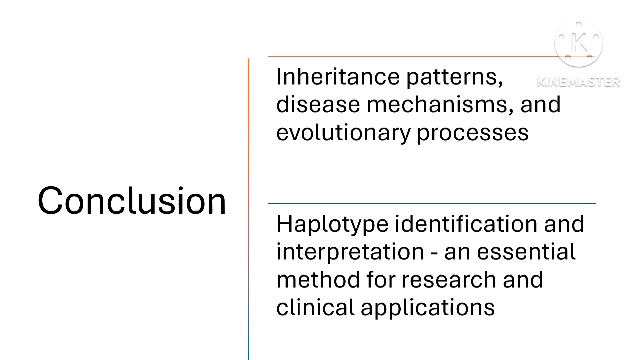 Conclusion
Inheritance patterns,
disease mechanisms, and
evolutionary processes
Haplotype identification and
interpretation - an essential
method for research and
clinical applications
K
KINEMASTER